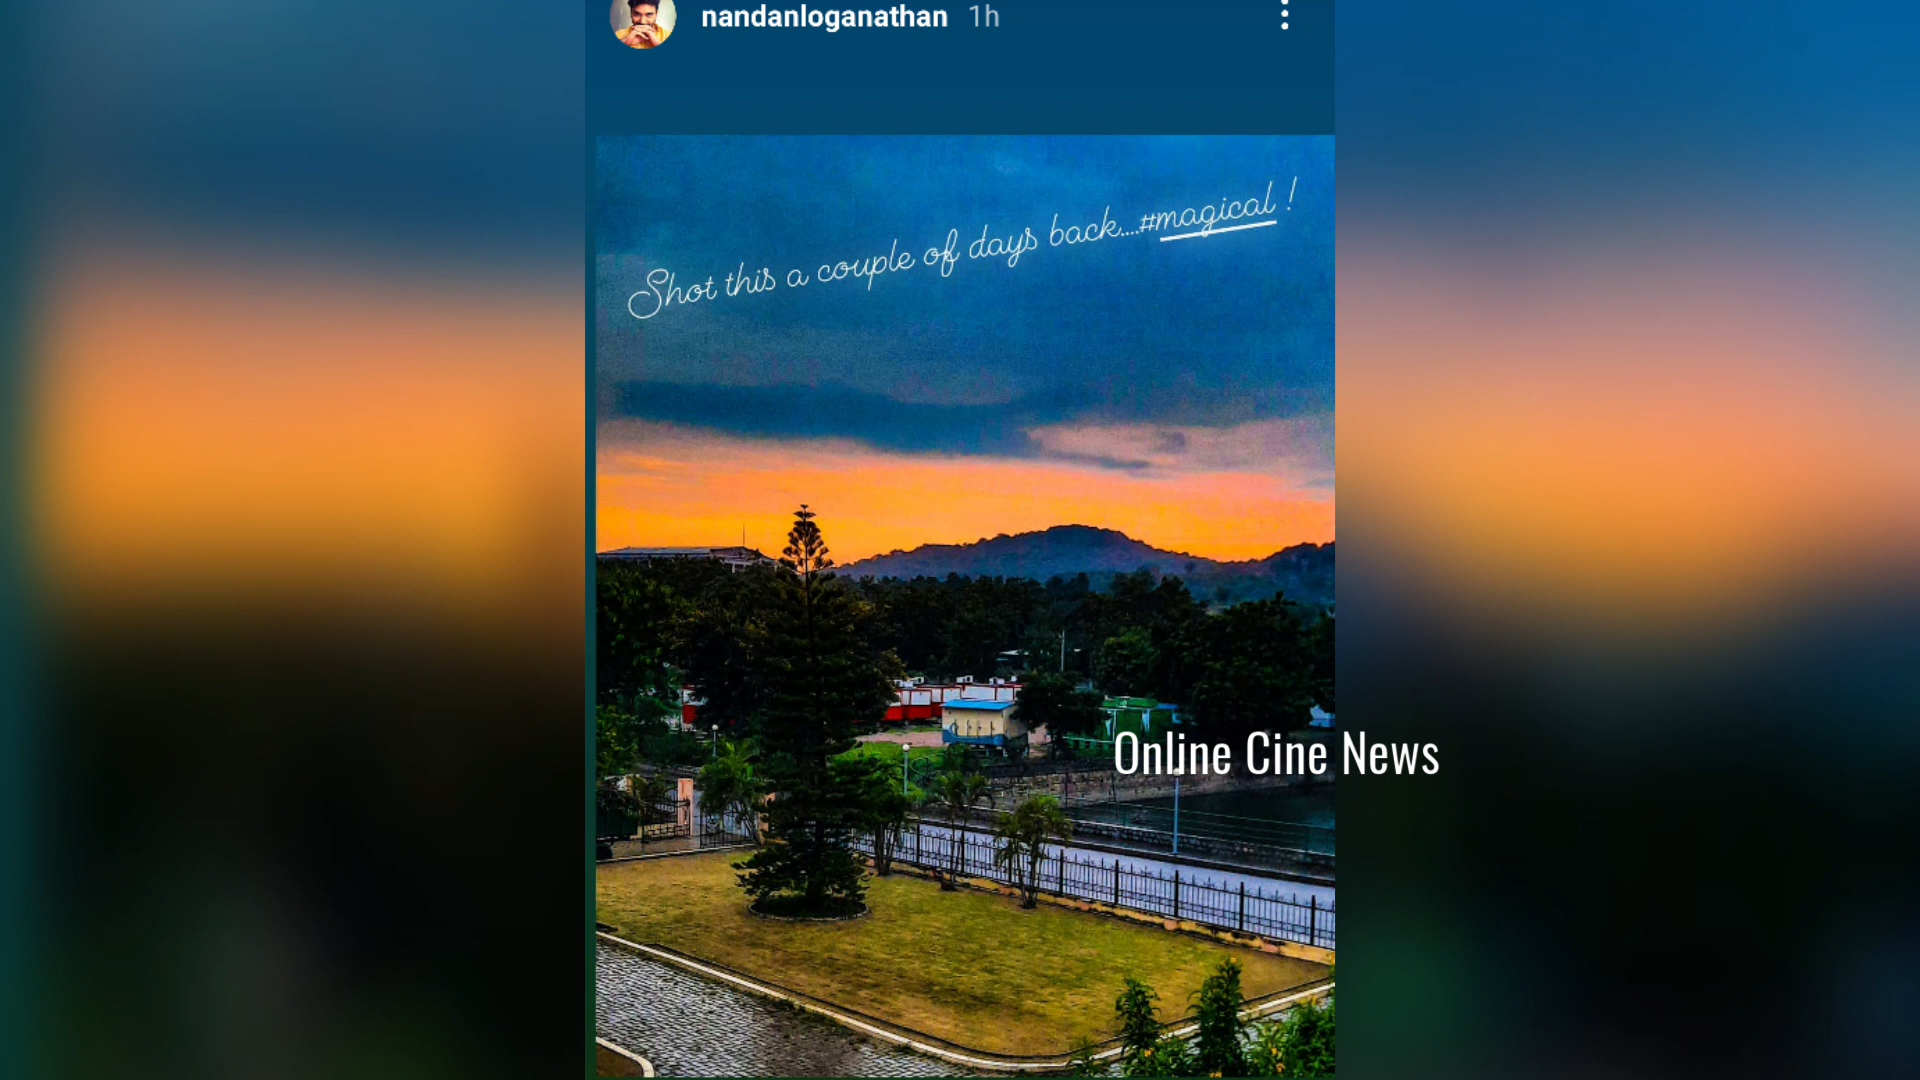 nandanloganathan 1h
Shot this a couple of days back....#magical !
Online Cine News